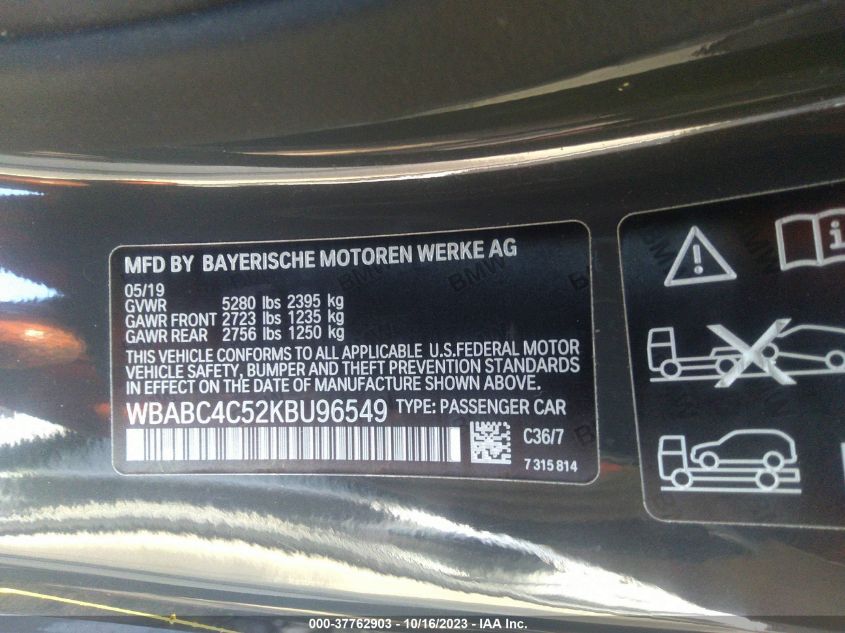 MFD BY BAYERISCHE MOTOREN WERKE AG
05/19
GVWR 5280 lbs 2395 kg
GAWR FRONT 2723 lbs 1235 kg
GAWR REAR 2756 lbs 1250 kg
THIS VEHICLE CONFORMS TO ALL APPLICABLE U.S.FEDERAL MOTOR
VEHICLE SAFETY, BUMPER AND THEFT PREVENTION STANDARDS
IN EFFECT ON THE DATE OF MANUFACTURE SHOWN ABOVE.
WBABC4C52KBU96549 TYPE: PASSENGER CAR
C36/7
7 315 814
BMW
000-37762903 - 10/16/2023 - IAA Inc.